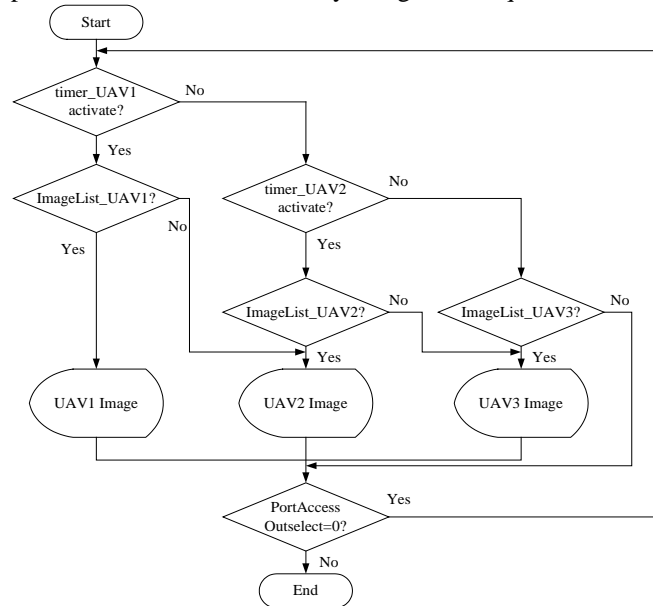 Start
timer_UAV1
activate?
No
Yes
ImageList_UAV1?
No
Yes
timer_UAV2
activate?
No
Yes
ImageList_UAV2?
No
Yes
ImageList_UAV3?
No
Yes
UAV1 Image
UAV2 Image
UAV3 Image
PortAccess
Outselect=0?
Yes
No
End